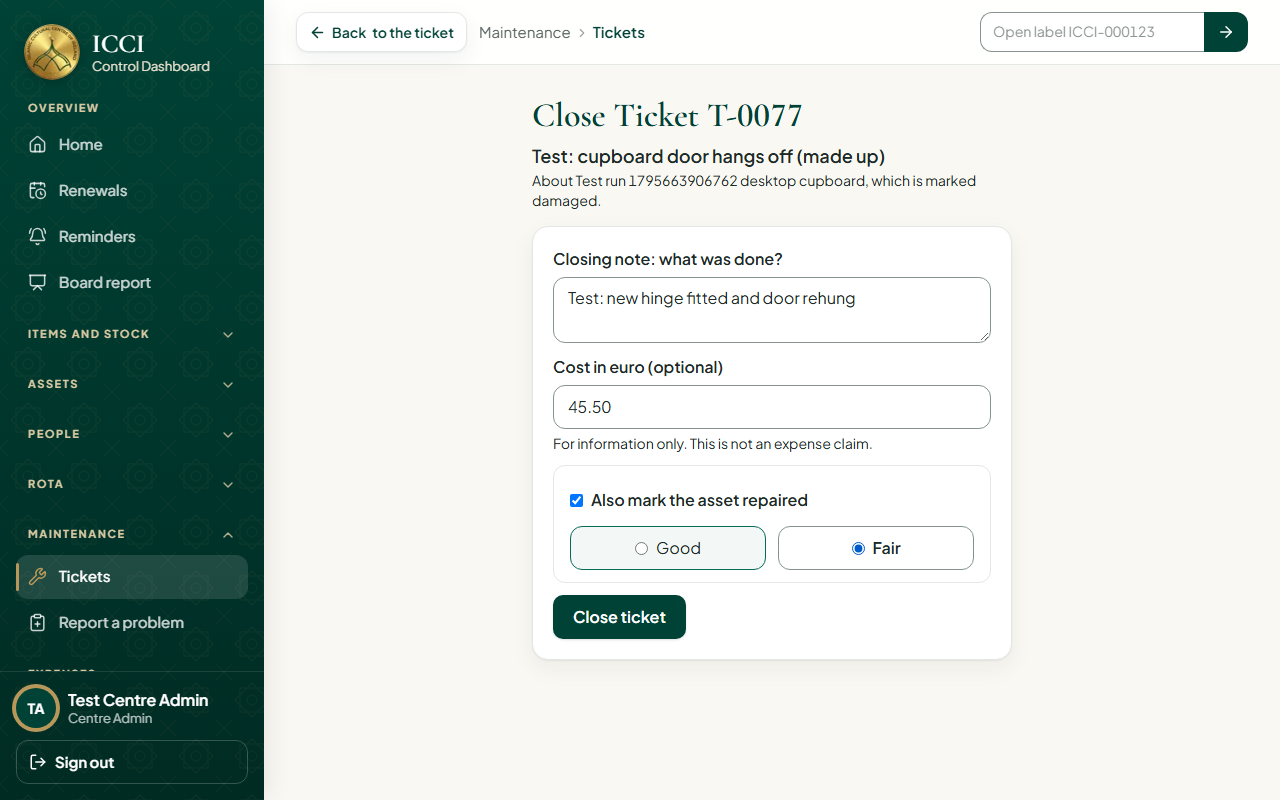 ICCI
Control Dashboard
OVERVIEW
Home
Renewals
Reminders
Board report
ITEMS AND STOCK
ASSETS
PEOPLE
ROTA
MAINTENANCE
Tickets
Report a problem
TA
Test Centre Admin
Centre Admin
Sign out
Back to the ticket
Maintenance › Tickets
Open label ICCI-000123
Close Ticket T-0077
Test: cupboard door hangs off (made up)
About Test run 1795663906762 desktop cupboard, which is marked
damaged.
Closing note: what was done?
Test: new hinge fitted and door rehung
Cost in euro (optional)
45.50
For information only. This is not an expense claim.
Also mark the asset repaired
Good
Fair
Close ticket